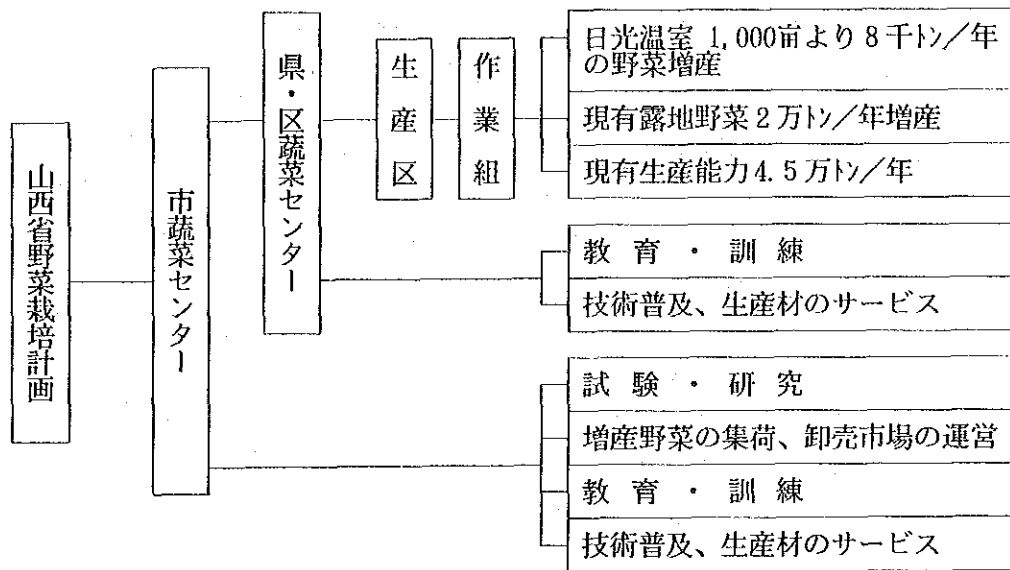 山西省野菜栽培計画
市蔬菜センター
県・区蔬菜センター
生産区
作業組
日光温室 1,000亩より8千トン/年
の野菜増産
現有露地野菜2万トン/年増産
現有生産能力4.5万トン/年
教育・訓練
技術普及、生産材のサービス
試験・研究
増産野菜の集荷、卸売市場の運営
教育・訓練
技術普及、生産材のサービス